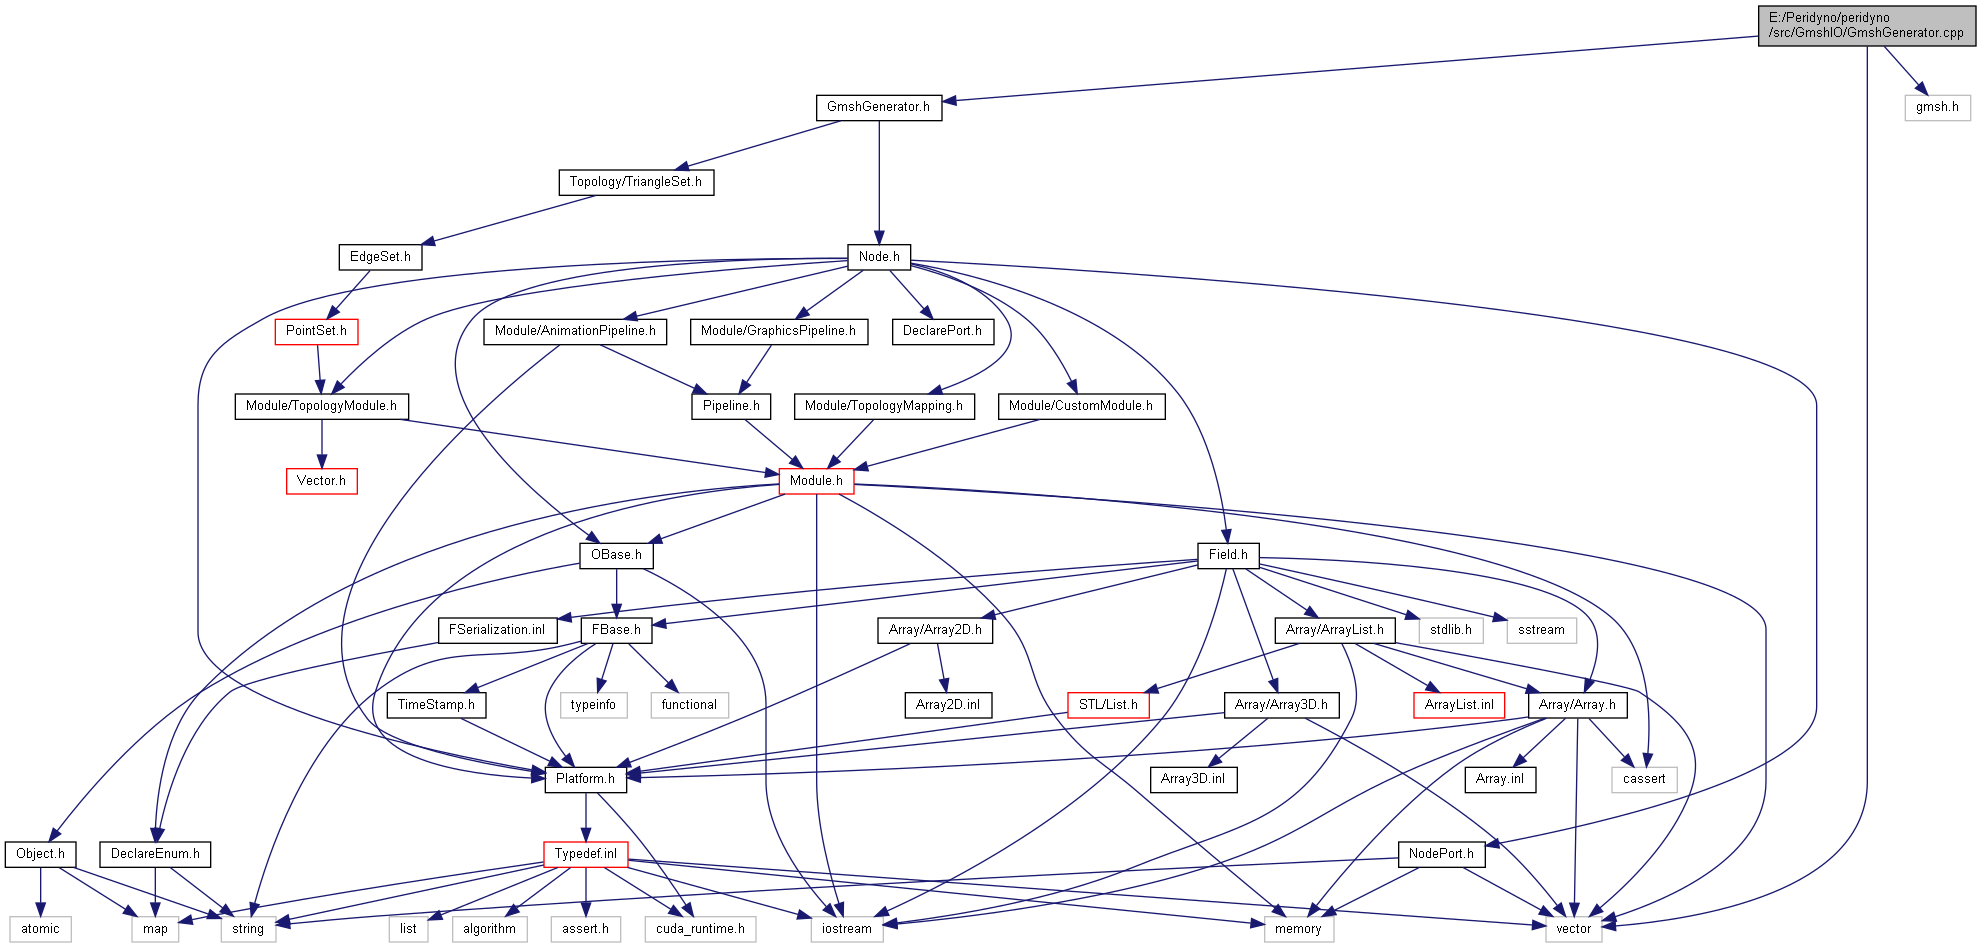 E:/Peridyno/peridyno
/src/GmshIO/GmshGenerator.cpp
GmshGenerator.h
gmsh.h
Topology/TriangleSet.h
EdgeSet.h
Node.h
PointSet.h
Module/AnimationPipeline.h
Module/GraphicsPipeline.h
DeclarePort.h
Module/TopologyModule.h
Pipeline.h
Module/TopologyMapping.h
Module/CustomModule.h
Vector.h
Module.h
OBase.h
Field.h
FSerialization.inl
FBase.h
Array/Array2D.h
Array/ArrayList.h
stdlib.h
sstream
TimeStamp.h
typeinfo
functional
Array2D.inl
STL/List.h
Array/Array3D.h
ArrayList.inl
Array/Array.h
Platform.h
Array3D.inl
Array.inl
cassert
Object.h
DeclareEnum.h
Typedef.inl
NodePort.h
atomic
map
string
list
algorithm
assert.h
cuda_runtime.h
iostream
memory
vector